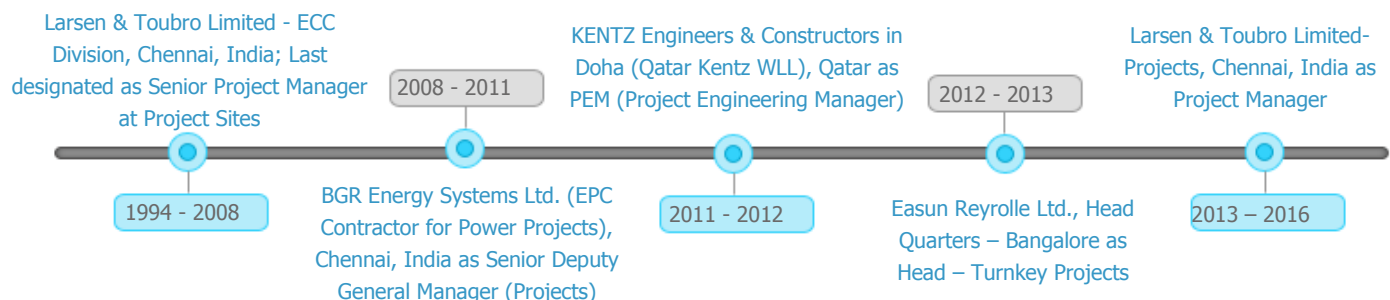 Larsen & Toubro Limited - ECC
Division, Chennai, India; Last
designated as Senior Project Manager
at Project Sites
1994 - 2008
2008 - 2011
BGR Energy Systems Ltd. (EPC
Contractor for Power Projects),
Chennai, India as Senior Deputy
General Manager (Projects)
KENTZ Engineers & Constructors in
Doha (Qatar Kentz WLL), Qatar as
PEM (Project Engineering Manager)
2011 - 2012
2012 - 2013
Easun Reyrolle Ltd., Head
Quarters – Bangalore as
Head – Turnkey Projects
Larsen & Toubro Limited-
Projects, Chennai, India as
Project Manager
2013 – 2016